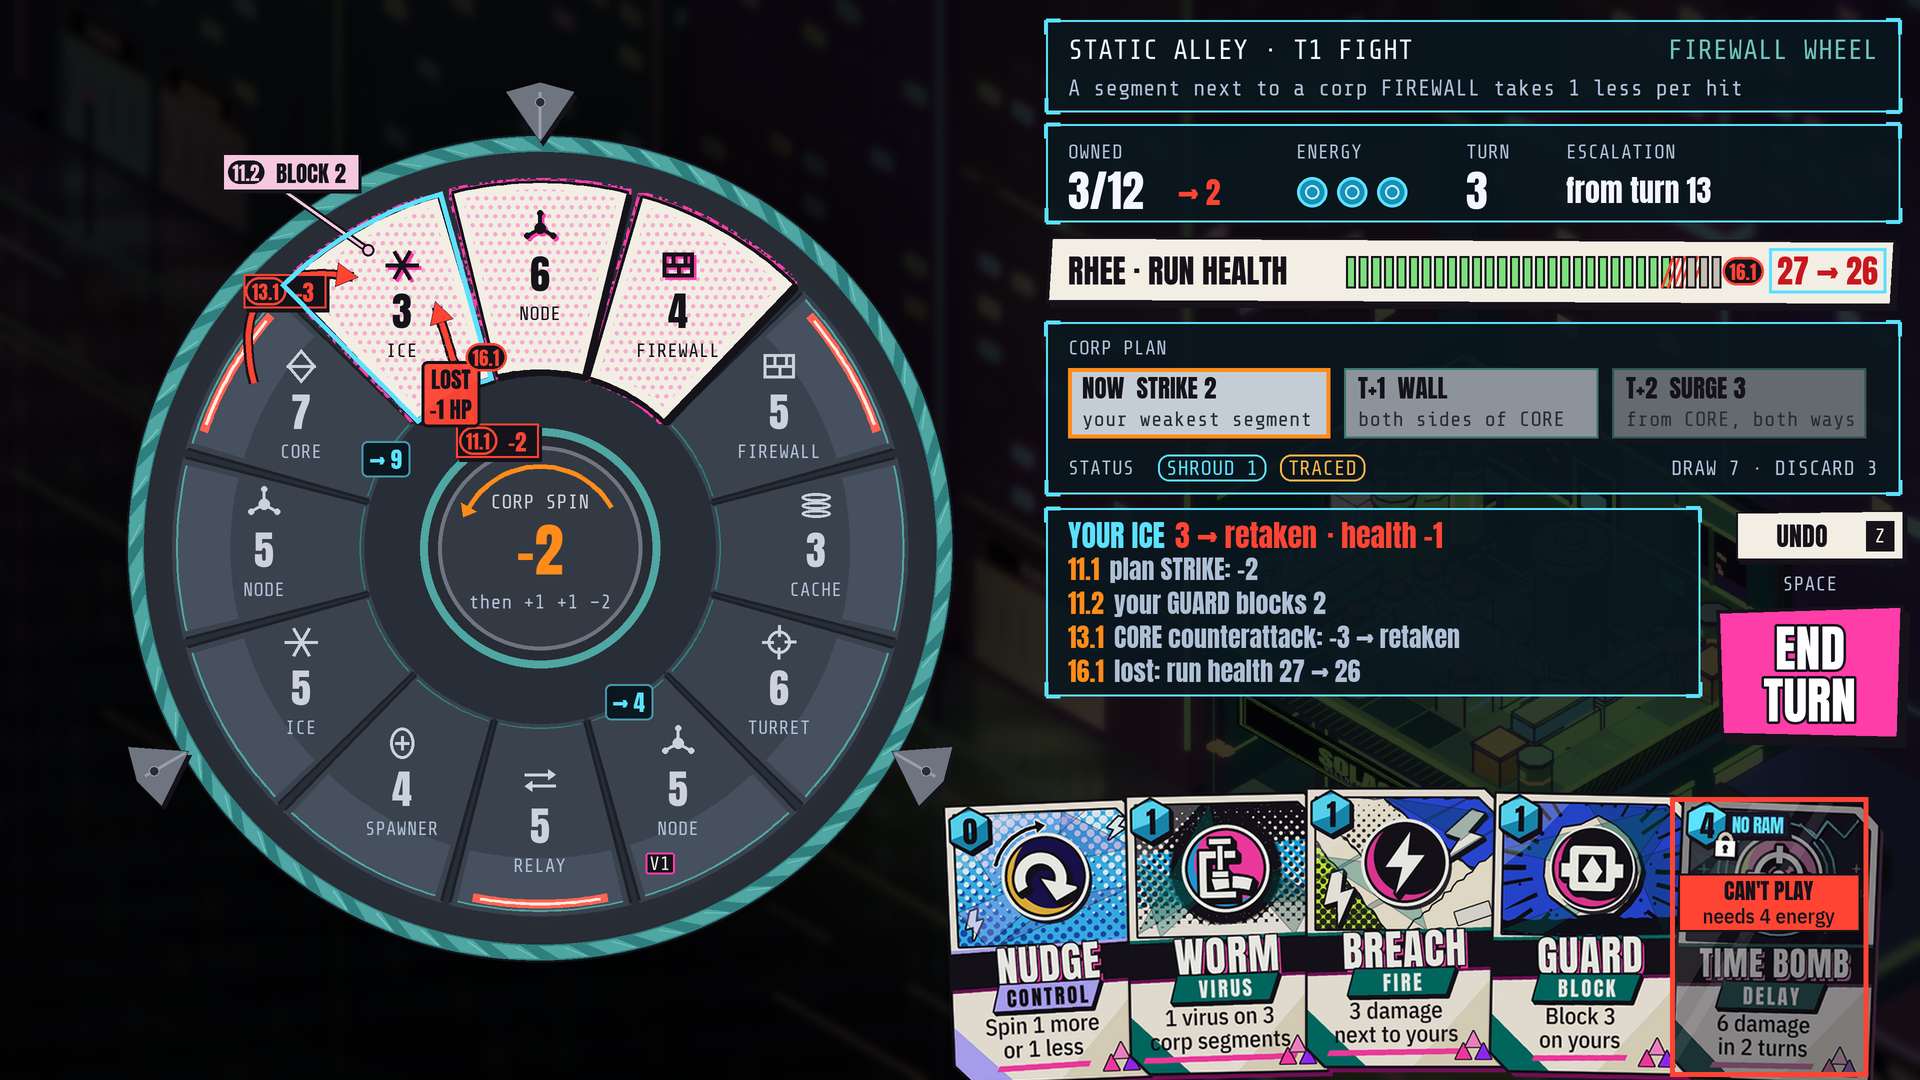 STATIC ALLEY · T1 FIGHT
FIREWALL WHEEL
A segment next to a corp FIREWALL takes 1 less per hit
OWNED
3/12 → 2
ENERGY
TURN
3
ESCALATION
from turn 13
RHEE · RUN HEALTH
16.1
27 → 26
CORP PLAN
NOW STRIKE 2
your weakest segment
T+1 WALL
both sides of CORE
T+2 SURGE 3
from CORE, both ways
STATUS
SHROUD 1
TRACED
DRAW 7 · DISCARD 3
YOUR ICE 3 → retaken · health -1
11.1 plan STRIKE: -2
11.2 your GUARD blocks 2
13.1 CORE counterattack: -3 → retaken
16.1 lost: run health 27 → 26
UNDO Z
SPACE
END
TURN
11.2 BLOCK 2
13.1 -3
3
ICE
6
NODE
4
FIREWALL
16.1
LOST
-1 HP
11.1 -2
7
CORE
→ 9
5
FIREWALL
5
NODE
3
CACHE
CORP SPIN
-2
then +1 +1 -2
5
ICE
6
TURRET
→ 4
4
SPAWNER
5
RELAY
5
NODE
V1
0
NUDGE
CONTROL
Spin 1 more
or 1 less
1
WORM
VIRUS
1 virus on 3
corp segments
1
BREACH
FIRE
3 damage
next to yours
1
GUARD
BLOCK
Block 3
on yours
4
NO RAM
CAN'T PLAY
needs 4 energy
TIME BOMB
DELAY
6 damage
in 2 turns